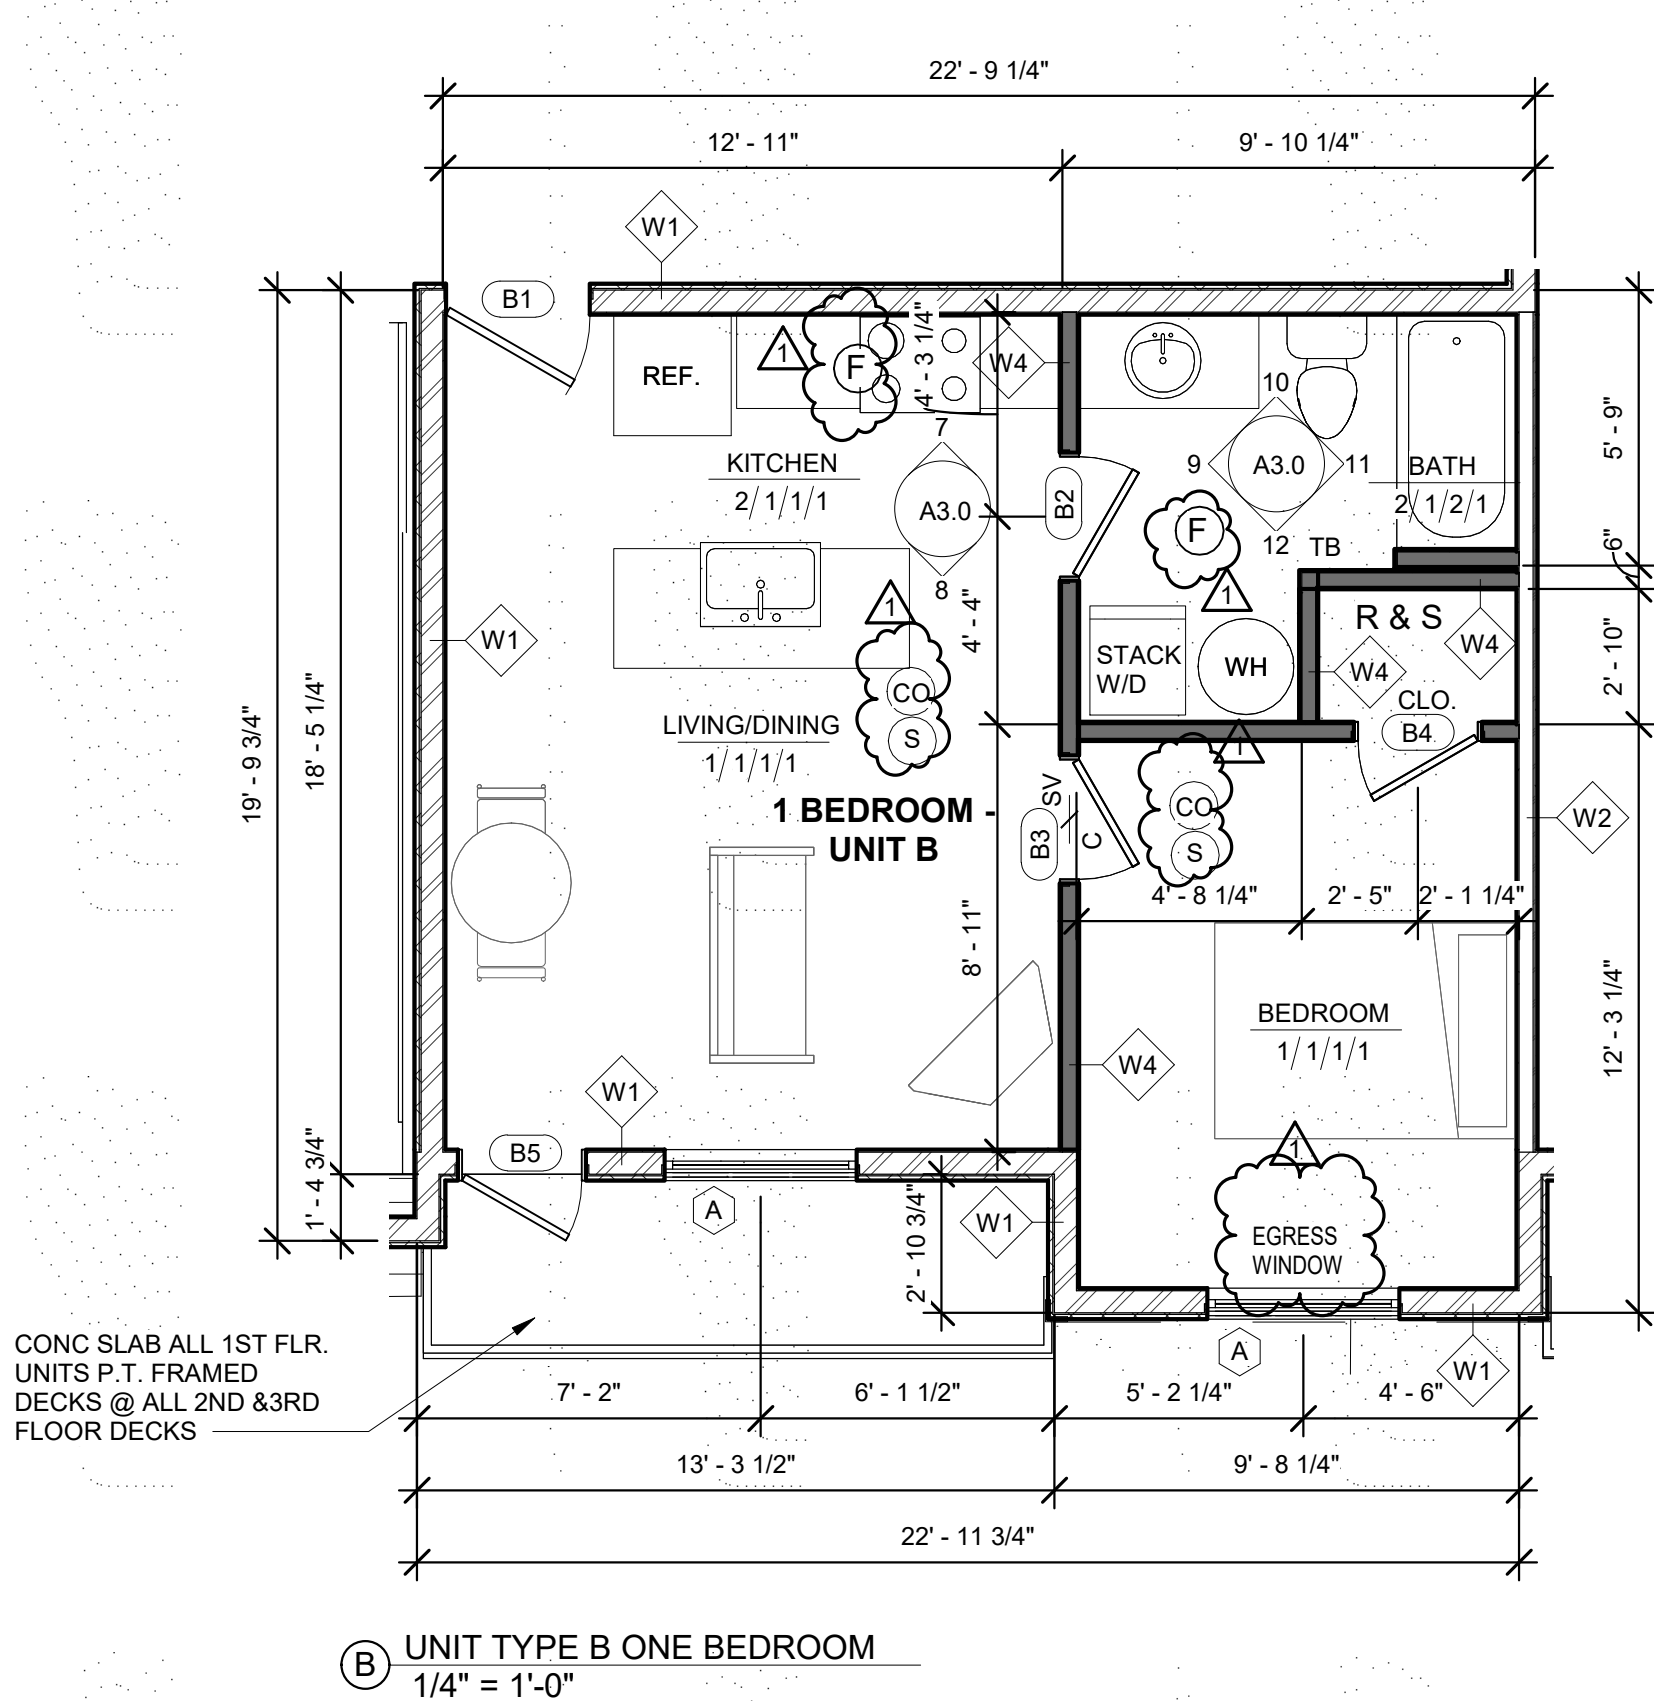 22' - 9 1/4"
12' - 11"
9' - 10 1/4"
W1
B1
REF.
1
F
4' - 3 1/4"
W4
10
7
KITCHEN
2/1/1/1
A3.0
8
B2
9
A3.0
11
12
BATH
2/1/2/1
5' - 9"
6"
F
TB
1
1
W1
4' - 4"
STACK
W/D
WH
R & S
W4
W4
CLO.
B4
2' - 10"
CO
S
LIVING/DINING
1/1/1/1
19' - 9 3/4"
18' - 5 1/4"
1
1 BEDROOM -
UNIT B
SV
B3
C
CO
S
W2
4' - 8 1/4"
2' - 5"
2' - 1 1/4"
8' - 11"
BEDROOM
1/1/1/1
12' - 3 1/4"
W1
W4
1
B5
1' - 4 3/4"
A
2' - 10 3/4"
W1
EGRESS
WINDOW
CONC SLAB ALL 1ST FLR.
UNITS P.T. FRAMED
DECKS @ ALL 2ND &3RD
FLOOR DECKS
A
W1
7' - 2"
6' - 1 1/2"
5' - 2 1/4"
4' - 6"
13' - 3 1/2"
9' - 8 1/4"
22' - 11 3/4"
B
UNIT TYPE B ONE BEDROOM
1/4" = 1'-0"